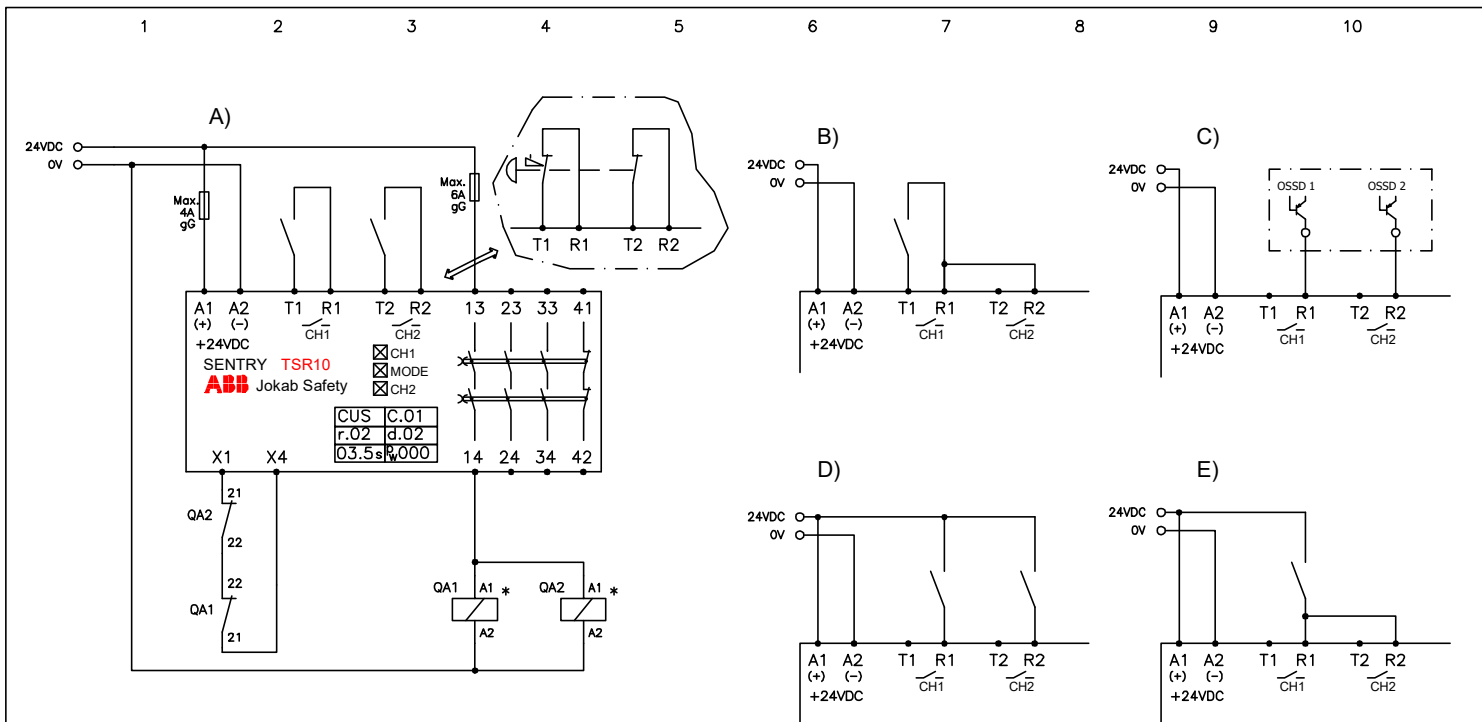 1 2 3 4 5 6 7 8 9 10
A)
24VDC
0V
Max.
4A
gG
Max.
6A
gG
T1 R1 T2 R2
A1 A2 T1 R1 T2 R2 13 23 33 41
(+) (-) CH1 CH2
+24VDC
SENTRY TSR10
ABB Jokab Safety
CH1
MODE
CH2
CUS C.01
r.02 d.02
03.5s 000
X1 X4 14 24 34 42
21
QA2
22
22
QA1
21
QA1 A1 *
A2
QA2 A1 *
A2
B)
24VDC
0V
A1 A2 T1 R1 T2 R2
(+) (-) CH1 CH2
+24VDC
C)
24VDC
0V
OSSD 1 OSSD 2
A1 A2 T1 R1 T2 R2
(+) (-) CH1 CH2
+24VDC
D)
24VDC
0V
A1 A2 T1 R1 T2 R2
(+) (-) CH1 CH2
+24VDC
E)
24VDC
0V
A1 A2 T1 R1 T2 R2
(+) (-) CH1 CH2
+24VDC